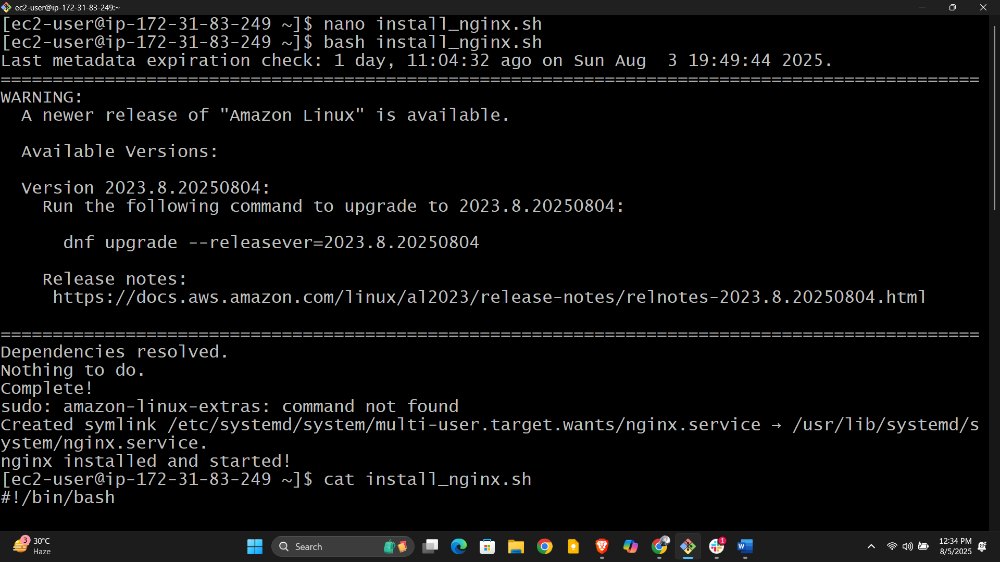 ec2-user@ip-172-31-83-249:~
[ec2-user@ip-172-31-83-249 ~]$ nano install_nginx.sh
[ec2-user@ip-172-31-83-249 ~]$ bash install_nginx.sh
Last metadata expiration check: 1 day, 11:04:32 ago on Sun Aug  3 19:49:44 2025.
==============================================================================================
WARNING:
  A newer release of "Amazon Linux" is available.
  Available Versions:
  Version 2023.8.20250804:
    Run the following command to upgrade to 2023.8.20250804:
      dnf upgrade --releasever=2023.8.20250804
    Release notes:
     https://docs.aws.amazon.com/linux/al2023/release-notes/relnotes-2023.8.20250804.html
==============================================================================================
Dependencies resolved.
Nothing to do.
Complete!
sudo: amazon-linux-extras: command not found
Created symlink /etc/systemd/system/multi-user.target.wants/nginx.service → /usr/lib/systemd/s
ystem/nginx.service.
nginx installed and started!
[ec2-user@ip-172-31-83-249 ~]$ cat install_nginx.sh
#!/bin/bash
3
30°C
Haze
Search
1
W
12:34 PM
8/5/2025